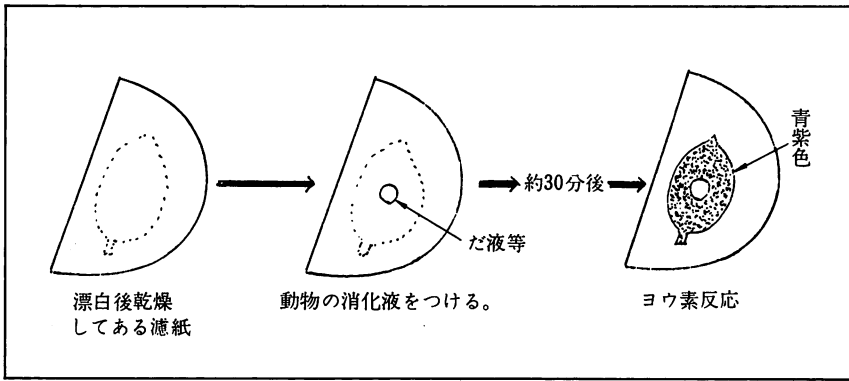 漂白後乾燥
してある濾紙
だ液等
動物の消化液をつける。
約30分後
青紫色
ヨウ素反応